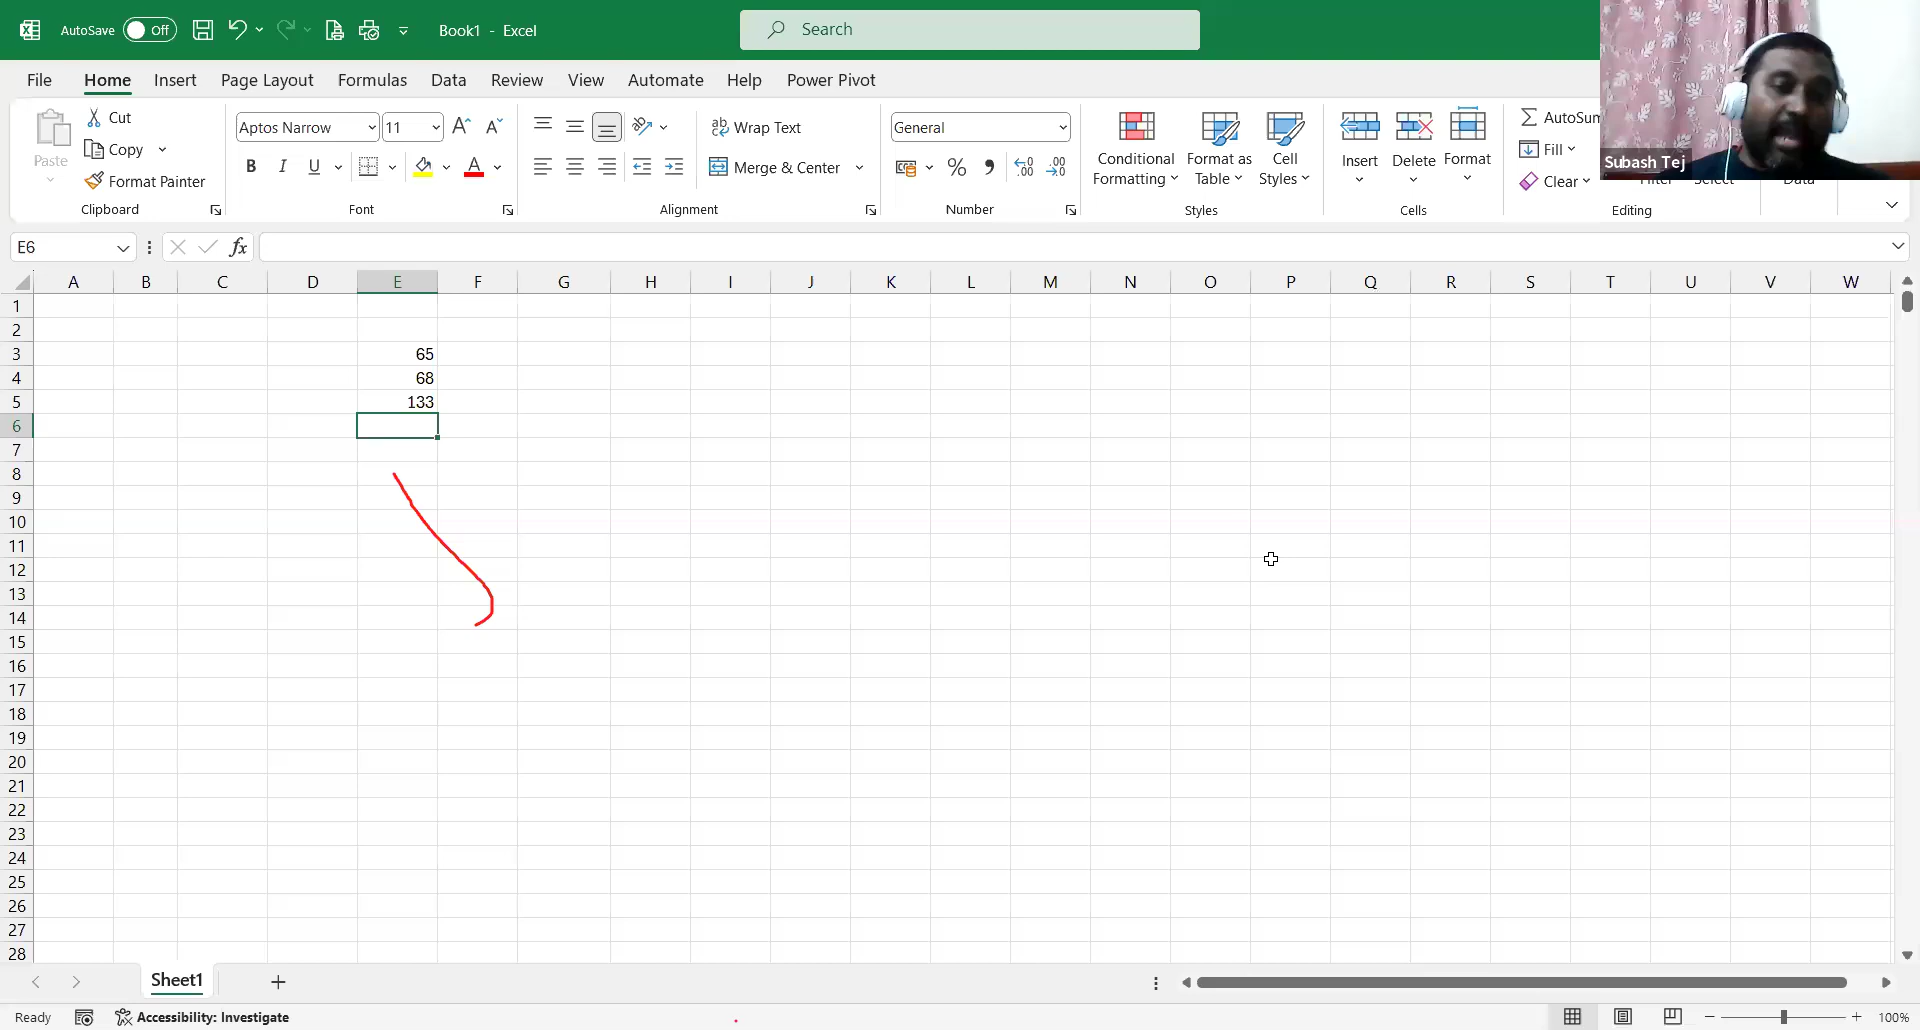 AutoSave Off Book1 - Excel Search
File Home Insert Page Layout Formulas Data Review View Automate Help Power Pivot
Paste Cut Copy Format Painter Clipboard
Aptos Narrow 11 B I U A Font
ab Wrap Text Merge & Center Alignment
General % Number
Conditional Formatting Format as Table Cell Styles Styles
Insert Delete Format Cells
AutoSum Fill Clear Editing
Subash Tej
E6 fx
A B C D E F G H I J K L M N O P Q R S T U V W
1
2
3 65
4 68
5 133
6
7
8
9
10
11
12
13
14
15
16
17
18
19
20
21
22
23
24
25
26
27
28
Sheet1
Ready Accessibility: Investigate 100%